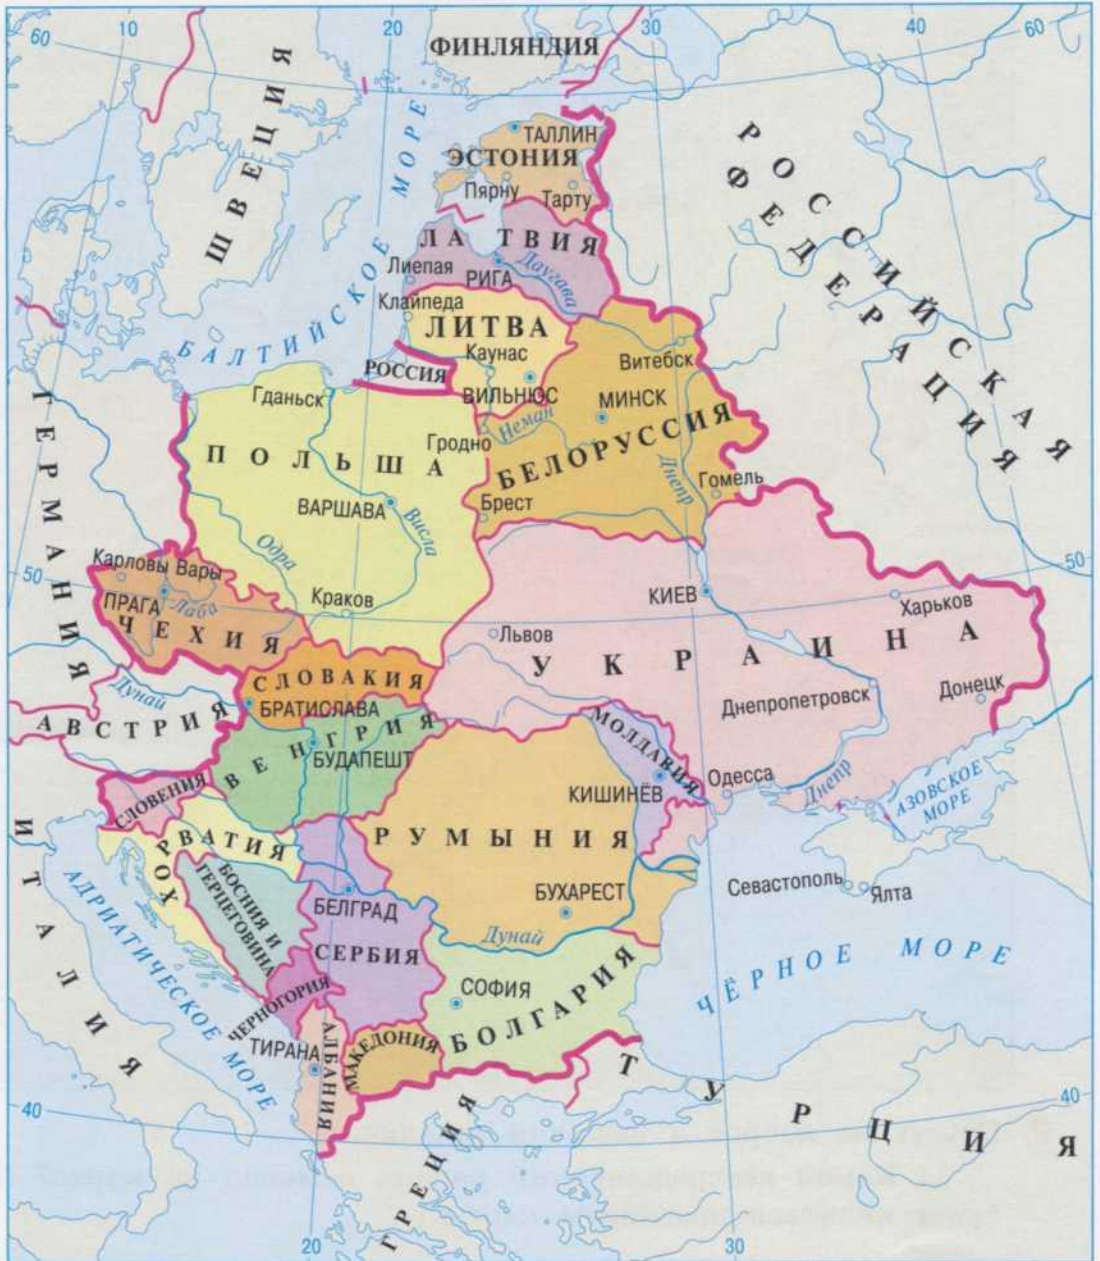 60
10
20
30
40
60
ФИНЛЯНДИЯ
ШВЕЦИЯ
БАЛТИЙСКОЕ МОРЕ
ТАЛЛИН
ЭСТОНИЯ
Пярну
Тарту
РОССИЙСКАЯ
ФЕДЕРАЦИЯ
ЛАТВИЯ
Лиепая
РИГА
Даугава
Клайпеда
ЛИТВА
Каунас
Витебск
РОССИЯ
ВИЛЬНЮС
Гданьск
МИНСК
Неман
Гродно
БЕЛОРУССИЯ
ГЕРМАНИЯ
ПОЛЬША
Днепр
Гомель
ВАРШАВА
Висла
Брест
Одра
Карловы Вары
50
50
ПРАГА
Лаба
Краков
КИЕВ
Харьков
ЧЕХИЯ
Львов
УКРАИНА
СЛОВАКИЯ
Дунай
БРАТИСЛАВА
Днепропетровск
Донецк
АВСТРИЯ
ВЕНГРИЯ
БУДАПЕШТ
МОЛДАВИЯ
СЛОВЕНИЯ
КИШИНЁВ
Одесса
Днепр
АЗОВСКОЕ
МОРЕ
ИТАЛИЯ
ХОРВАТИЯ
РУМЫНИЯ
БОСНИЯ И
ГЕРЦЕГОВИНА
АДРИАТИЧЕСКОЕ МОРЕ
БЕЛГРАД
БУХАРЕСТ
Севастополь
Ялта
СЕРБИЯ
Дунай
ЧЁРНОЕ МОРЕ
ЧЕРНОГОРИЯ
СОФИЯ
БОЛГАРИЯ
ТИРАНА
АЛБАНИЯ
МАКЕДОНИЯ
ТУРЦИЯ
40
40
ГРЕЦИЯ
20
30